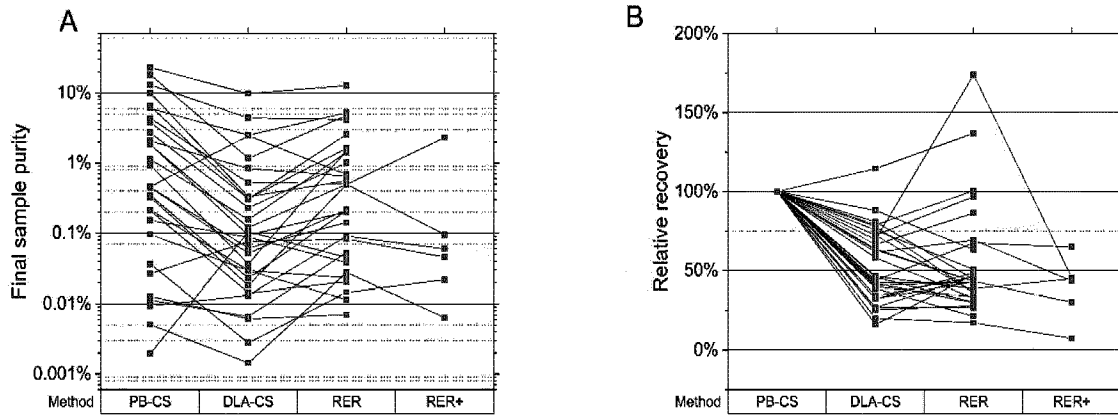 A
Final sample purity
10%
1%
0.1%
0.01%
0.001%
Method PB-CS DLA-CS RER RER+
B
Relative recovery
200%
150%
100%
50%
0%
Method PB-CS DLA-CS RER RER+